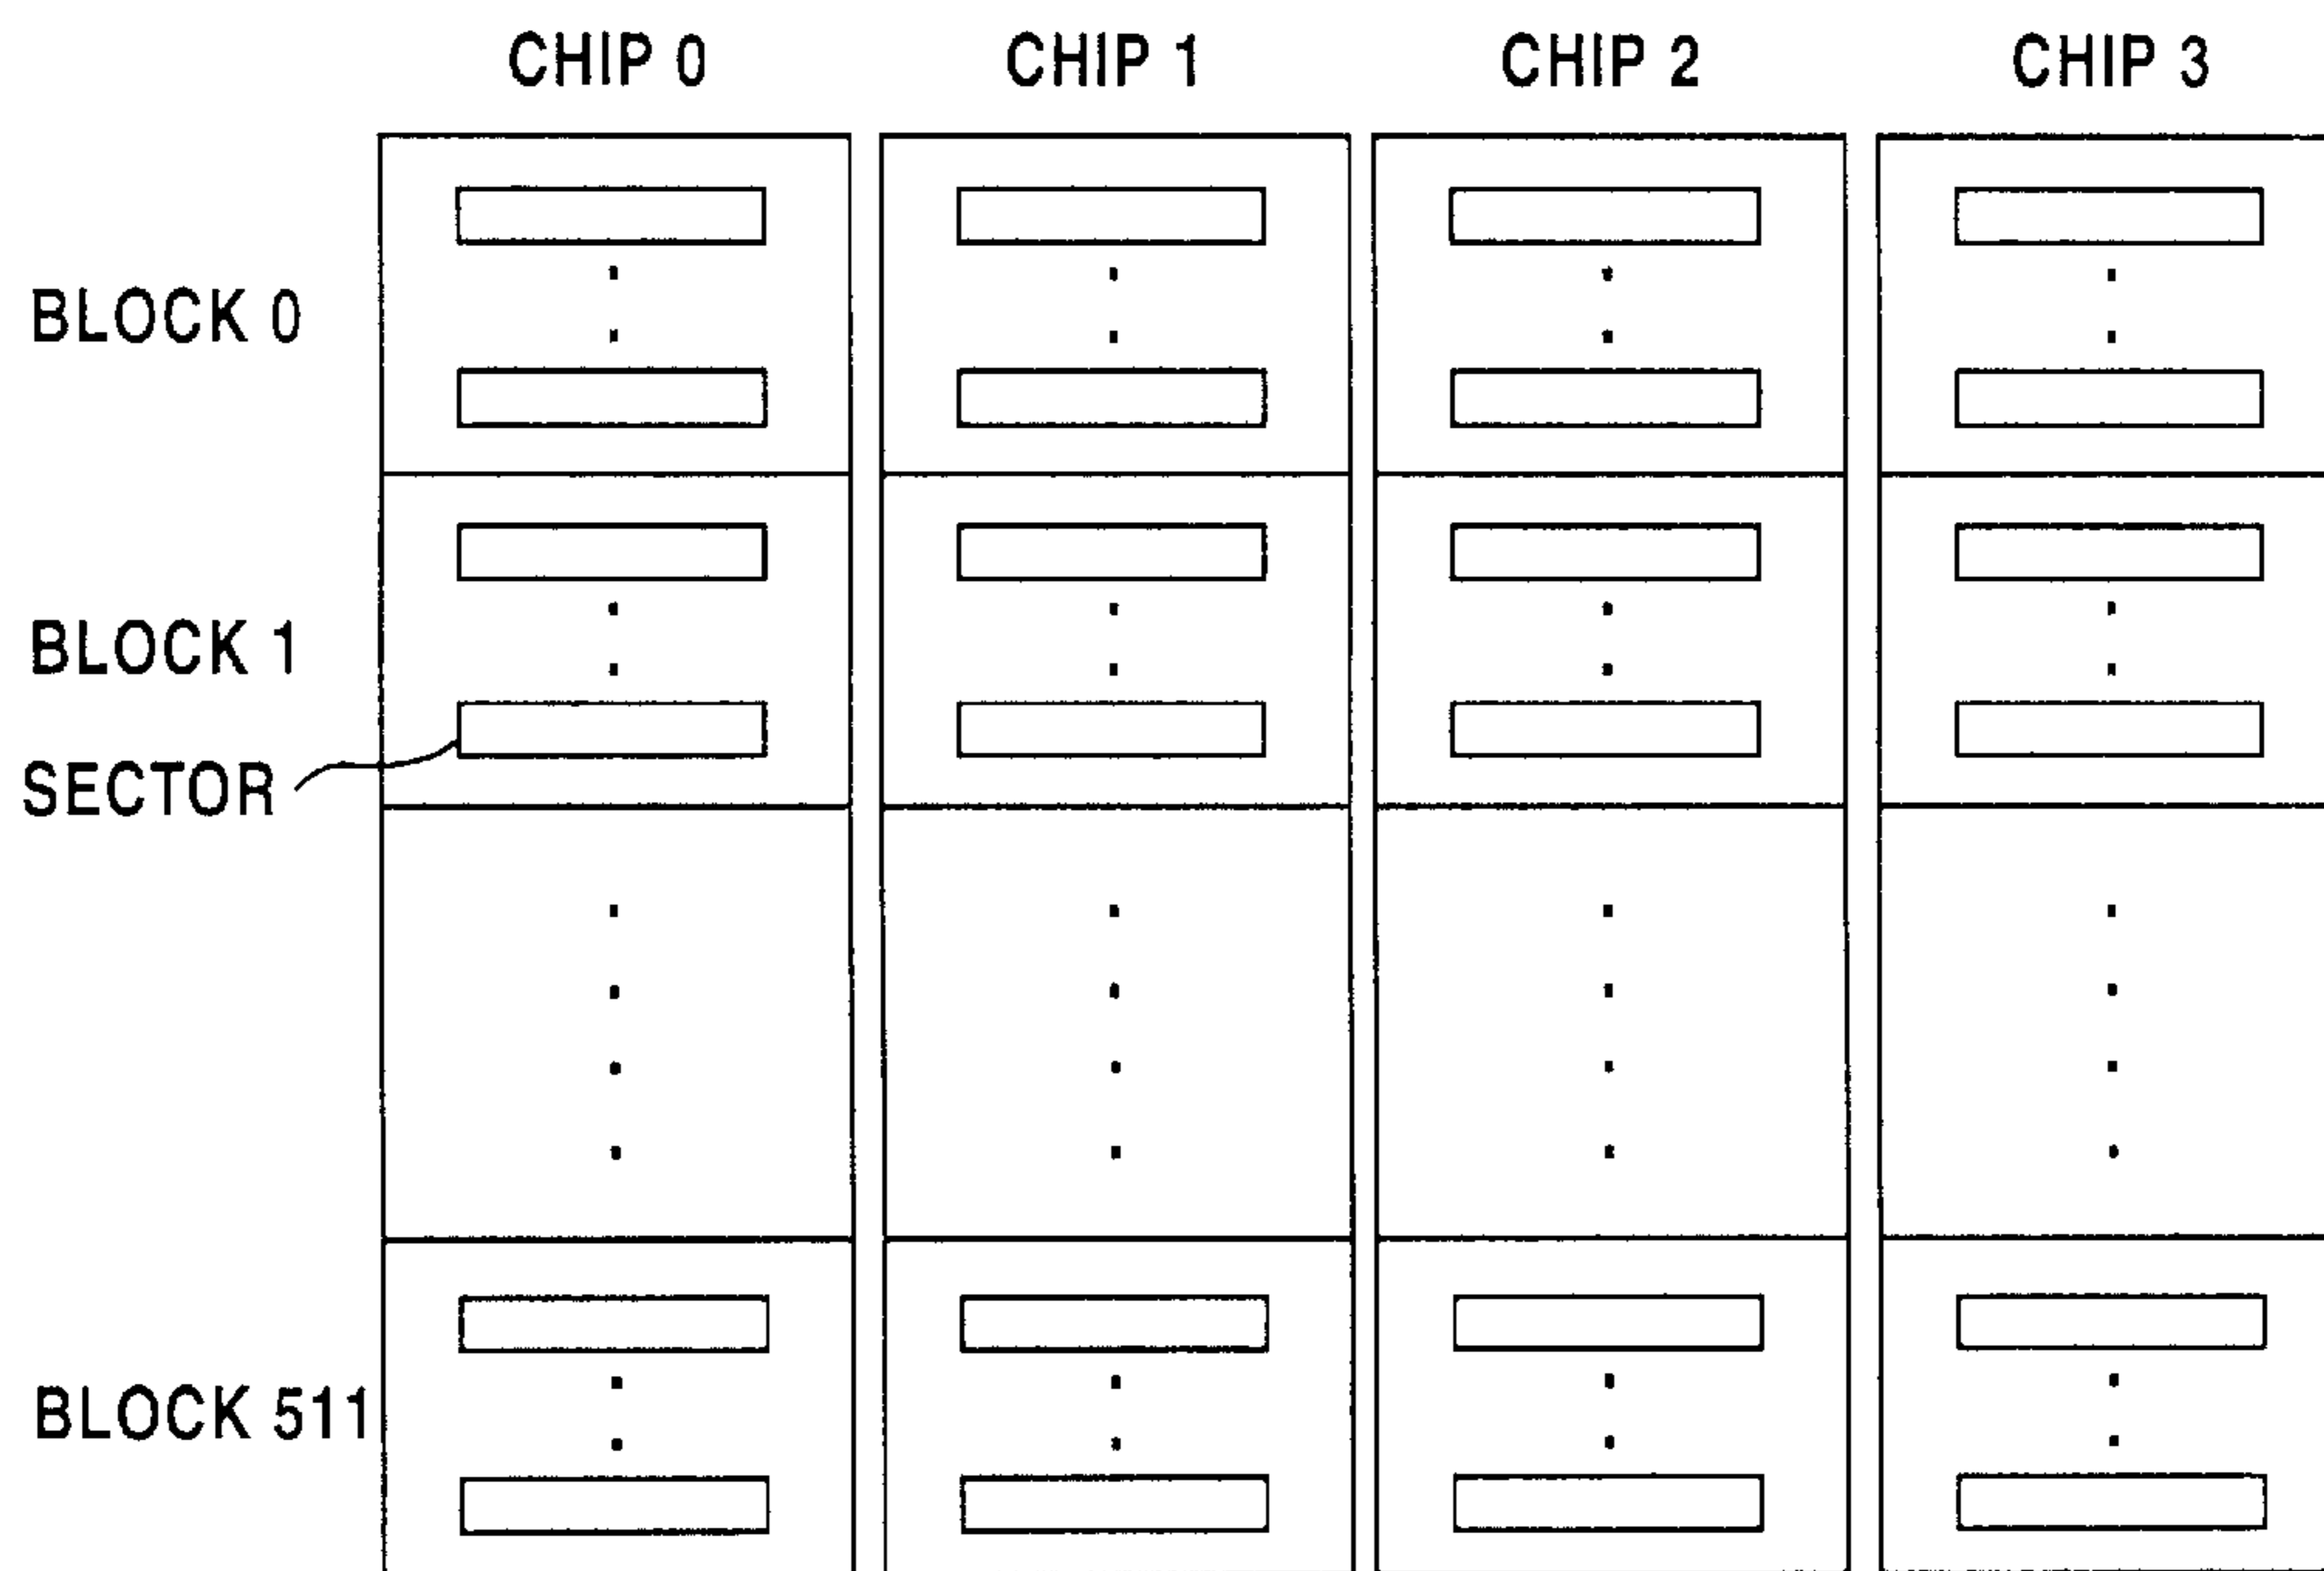 CHIP 0 CHIP 1 CHIP 2 CHIP 3
BLOCK 0
BLOCK 1
SECTOR
BLOCK 511